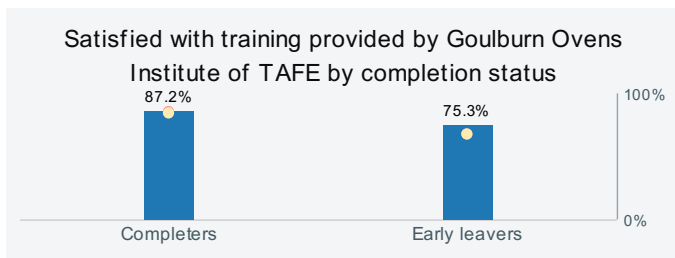 Satisfied with training provided by Goulburn Ovens
Institute of TAFE by completion status
87.2%
75.3%
100%
0%
Completers
Early leavers